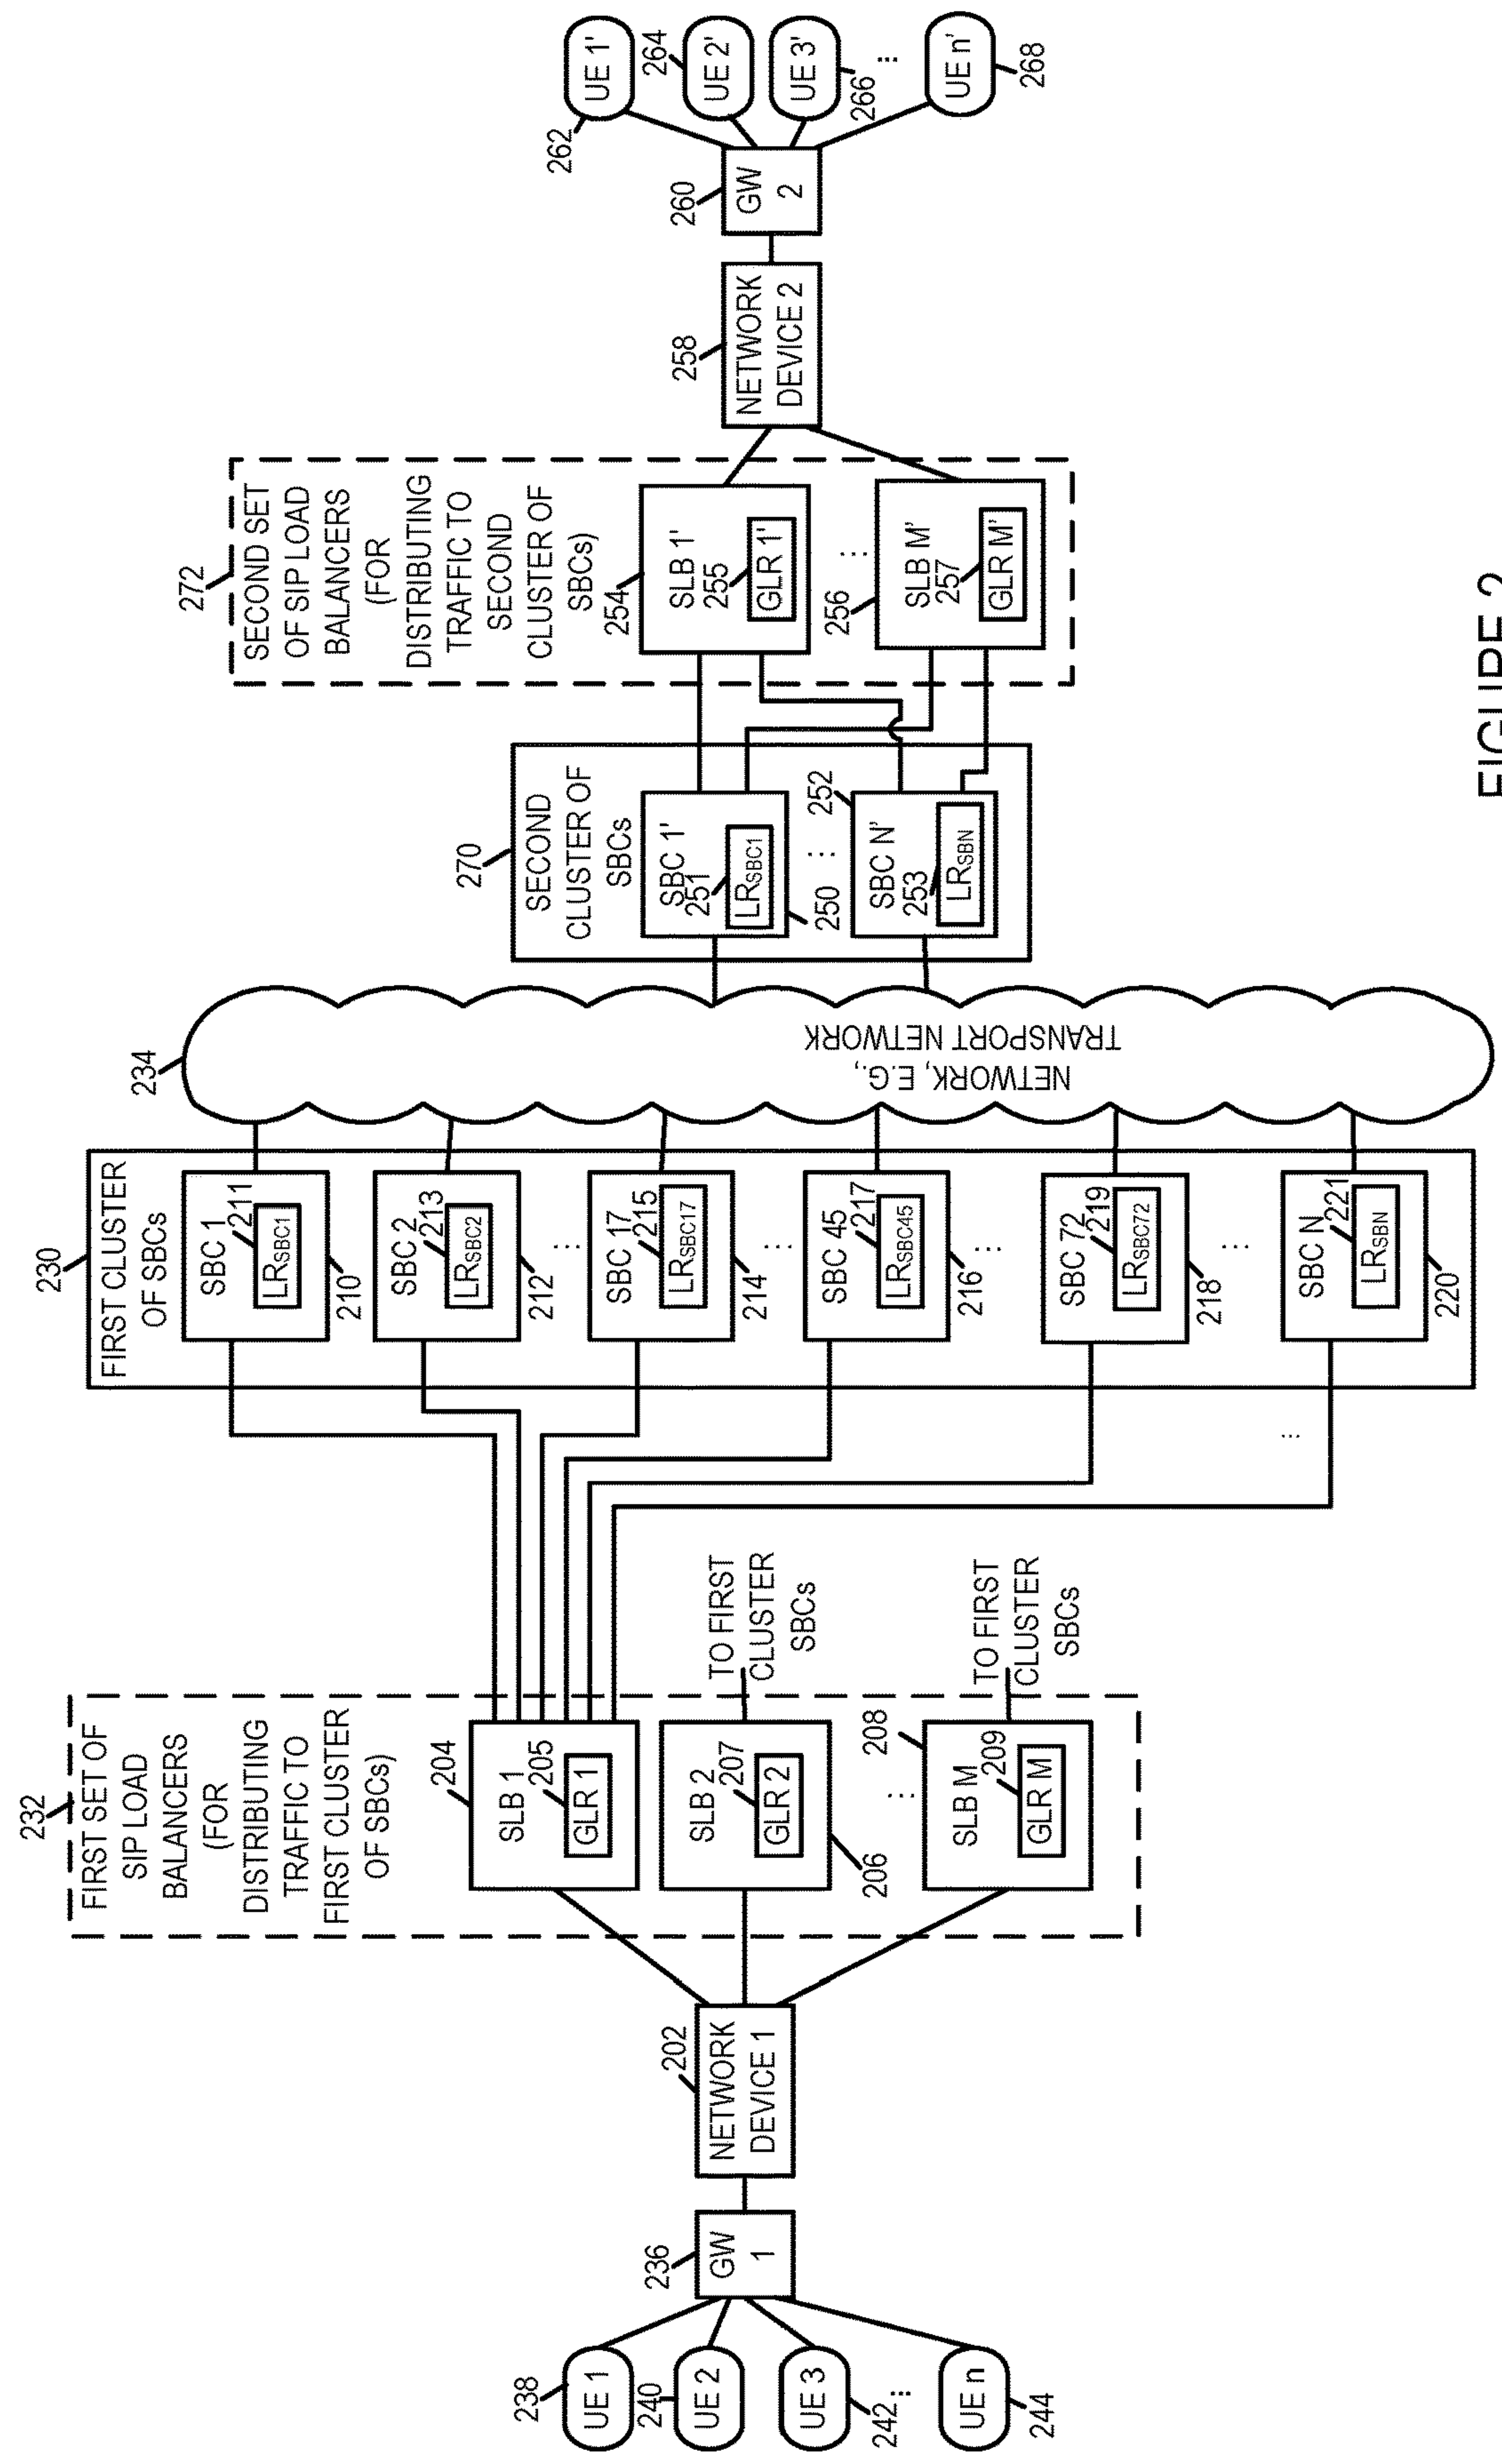 232
FIRST SET OF
SIP LOAD
BALANCERS
(FOR
DISTRIBUTING
TRAFFIC TO
FIRST CLUSTER
OF SBCs)
238
UE 1
240
UE 2
UE 3
242
...
UE n
244
236
GW
1
202
NETWORK
DEVICE 1
204
SLB 1
205
GLR 1
SLB 2
207
GLR 2
206
TO FIRST
CLUSTER
SBCs
...
208
SLB M
209
GLR M
TO FIRST
CLUSTER
SBCs
230
FIRST CLUSTER
OF SBCs
SBC 1
211
LRSBC1
210
SBC 2
213
LRSBC2
212
...
SBC 17
215
LRSBC17
214
...
SBC 45
217
LRSBC45
216
...
SBC 72
219
LRSBC72
218
...
SBC N
221
LRSBN
220
...
234
NETWORK, E.G.,
TRANSPORT NETWORK
270
SECOND
CLUSTER OF
SBCs
SBC 1'
251
LRSBC1
250
...
252
SBC N'
253
LRSBN
272
SECOND SET
OF SIP LOAD
BALANCERS
(FOR
DISTRIBUTING
TRAFFIC TO
SECOND
CLUSTER OF
SBCs)
254
SLB 1'
255
GLR 1'
...
256
SLB M'
257
GLR M'
258
NETWORK
DEVICE 2
260
GW
2
262
UE 1'
264
UE 2'
UE 3'
266
...
UE n'
268
FIGURE 2